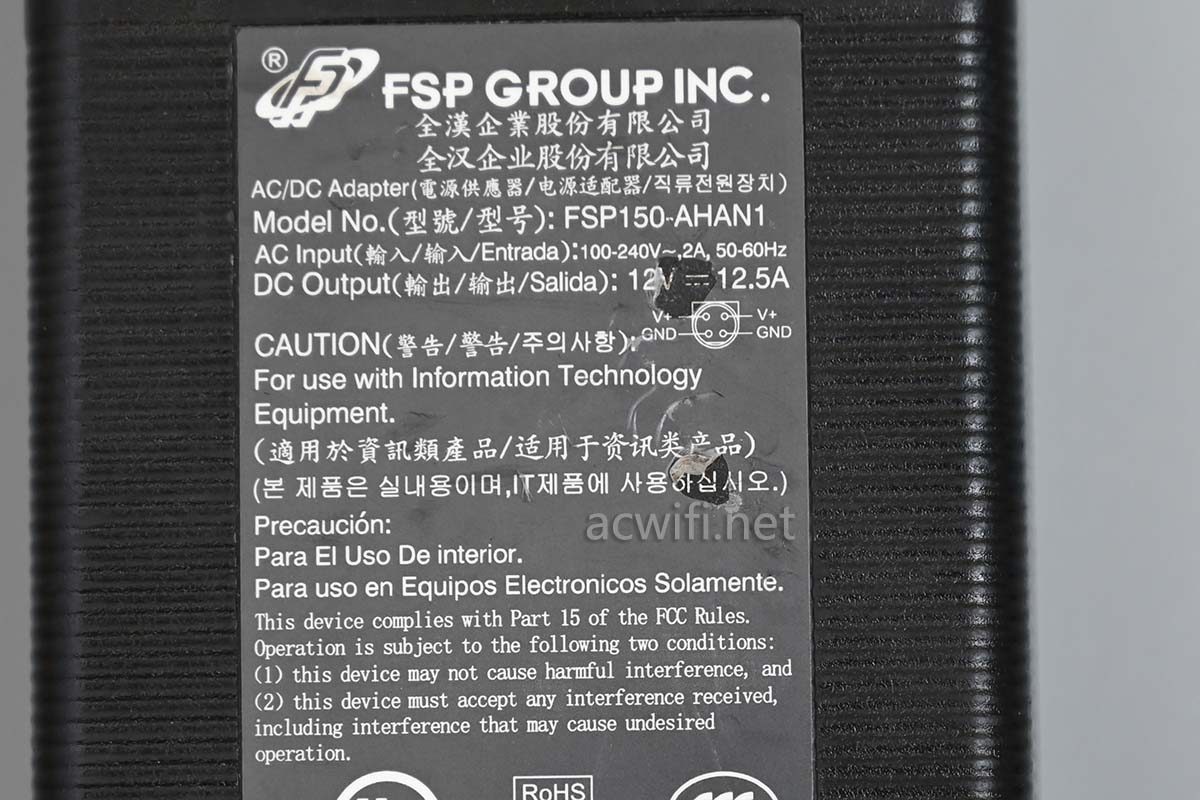 ® FSP GROUP INC.
全漢企業股份有限公司
全汉企业股份有限公司
AC/DC Adapter(電源供應器/电源适配器/직류전원장치)
Model No.(型號/型号): FSP150-AHAN1
AC Input(輸入/输入/Entrada):100-240V~,2A, 50-60Hz
DC Output(輸出/输出/Salida): 12V ⎓ 12.5A
V+ V+
GND GND
CAUTION(警告/警告/주의사항):
For use with Information Technology
Equipment.
(適用於資訊類產品/适用于资讯类产品)
(본 제품은 실내용이며,IT제품에 사용하십시오.)
acwifi.net
Precaución:
Para El Uso De interior.
Para uso en Equipos Electronicos Solamente.
This device complies with Part 15 of the FCC Rules.
Operation is subject to the following two conditions:
(1) this device may not cause harmful interference, and
(2) this device must accept any interference received,
including interference that may cause undesired
operation.
RoHS